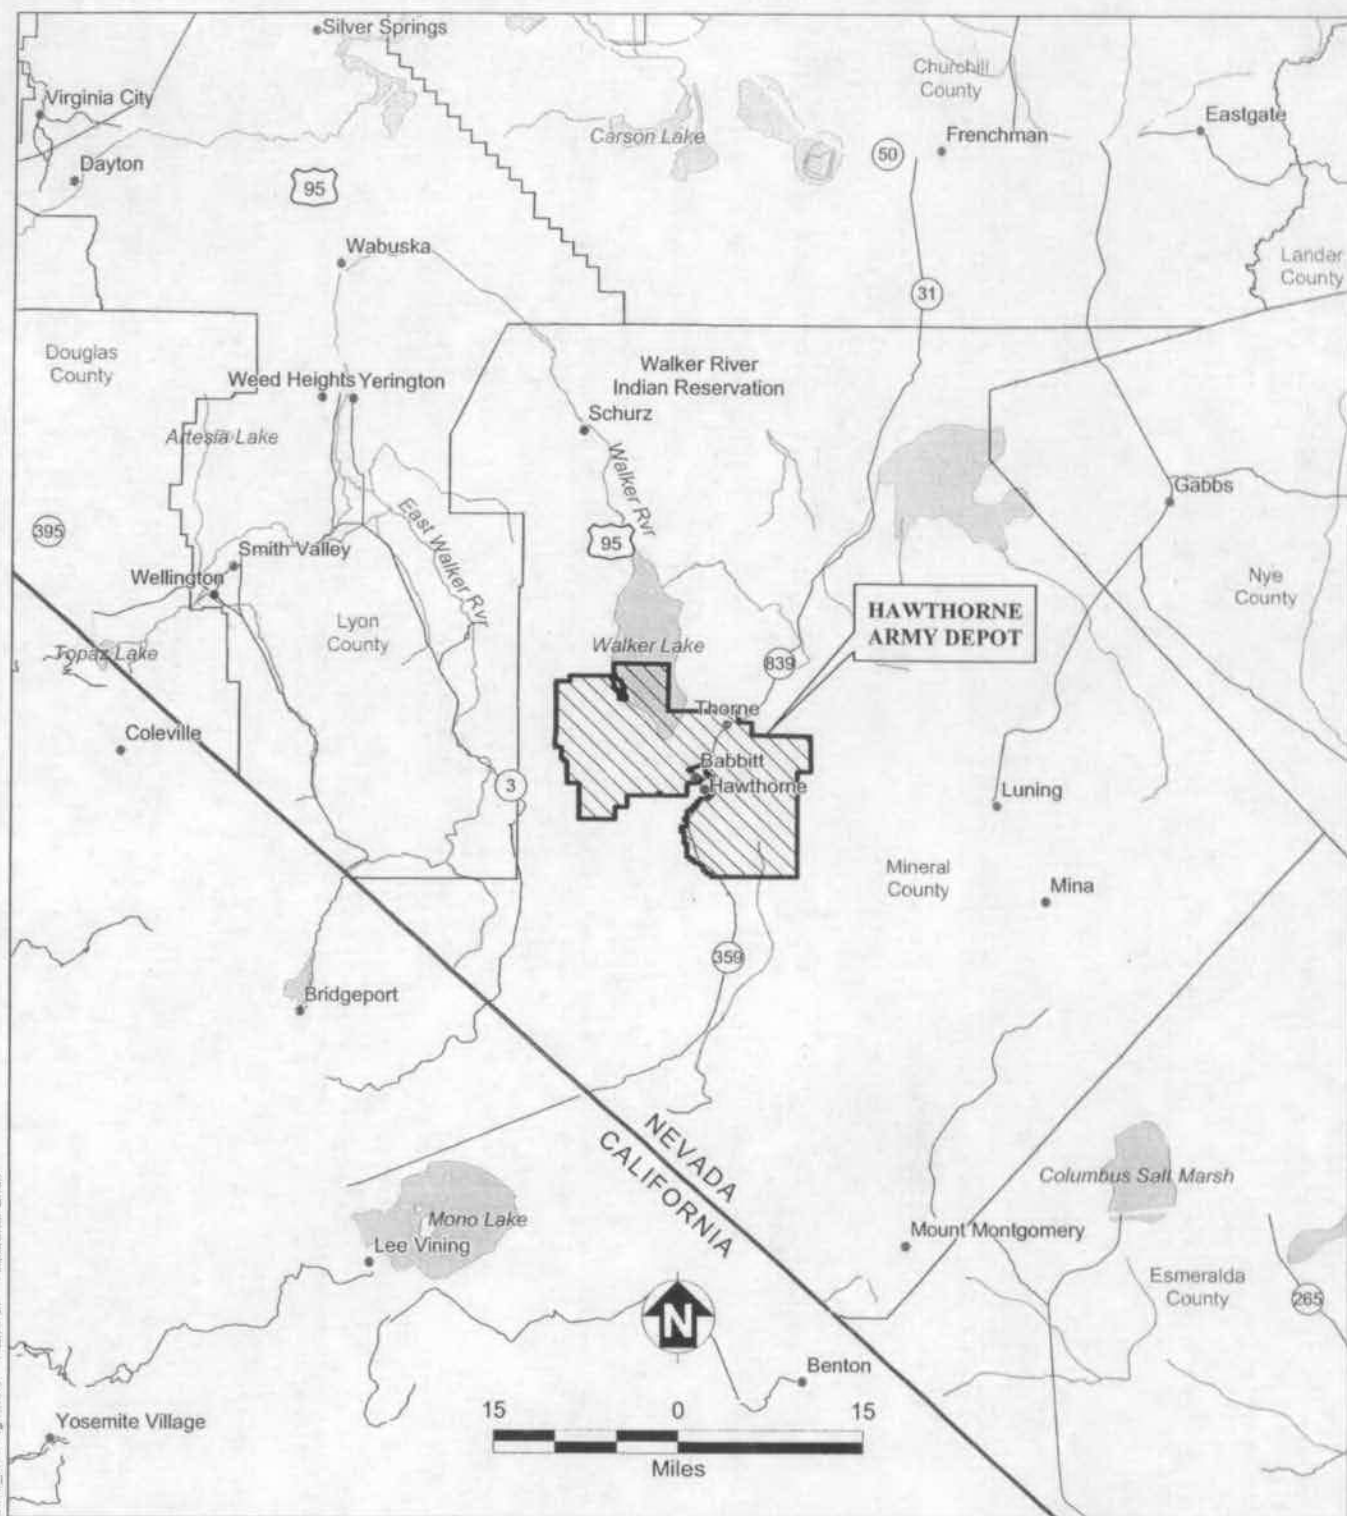 Silver Springs
Virginia City
Churchill
County
Eastgate
Carson Lake
Frenchman
50
Dayton
95
Wabuska
Lander
County
31
Douglas
County
Walker River
Indian Reservation
Weed Heights
Yerington
Schurz
Artesia Lake
Walker Rvr
Gabbs
East Walker Rvr
395
95
Smith Valley
Wellington
Nye
County
HAWTHORNE
ARMY DEPOT
Lyon
County
Walker Lake
Topaz Lake
839
Thorne
Coleville
Babbitt
Hawthorne
3
Luning
Mineral
County
Mina
359
Bridgeport
NEVADA
CALIFORNIA
Columbus Salt Marsh
Mono Lake
Mount Montgomery
Lee Vining
Esmeralda
County
265
N
Benton
15 0 15
Miles
Yosemite Village